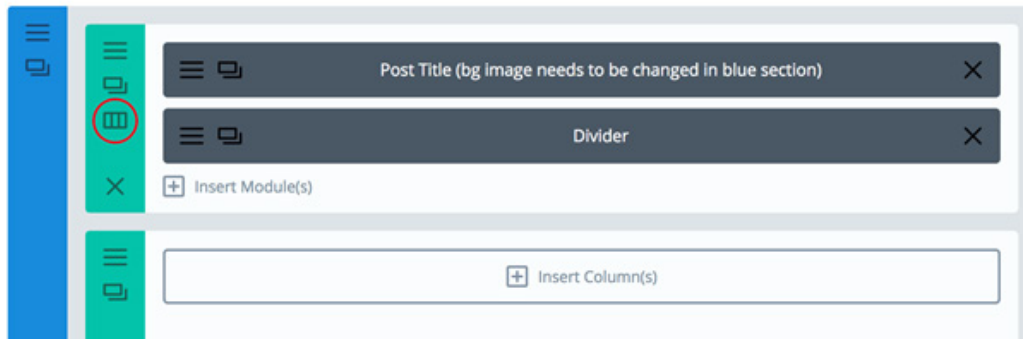 Post Title (bg image needs to be changed in blue section)
Divider
Insert Module(s)
Insert Column(s)